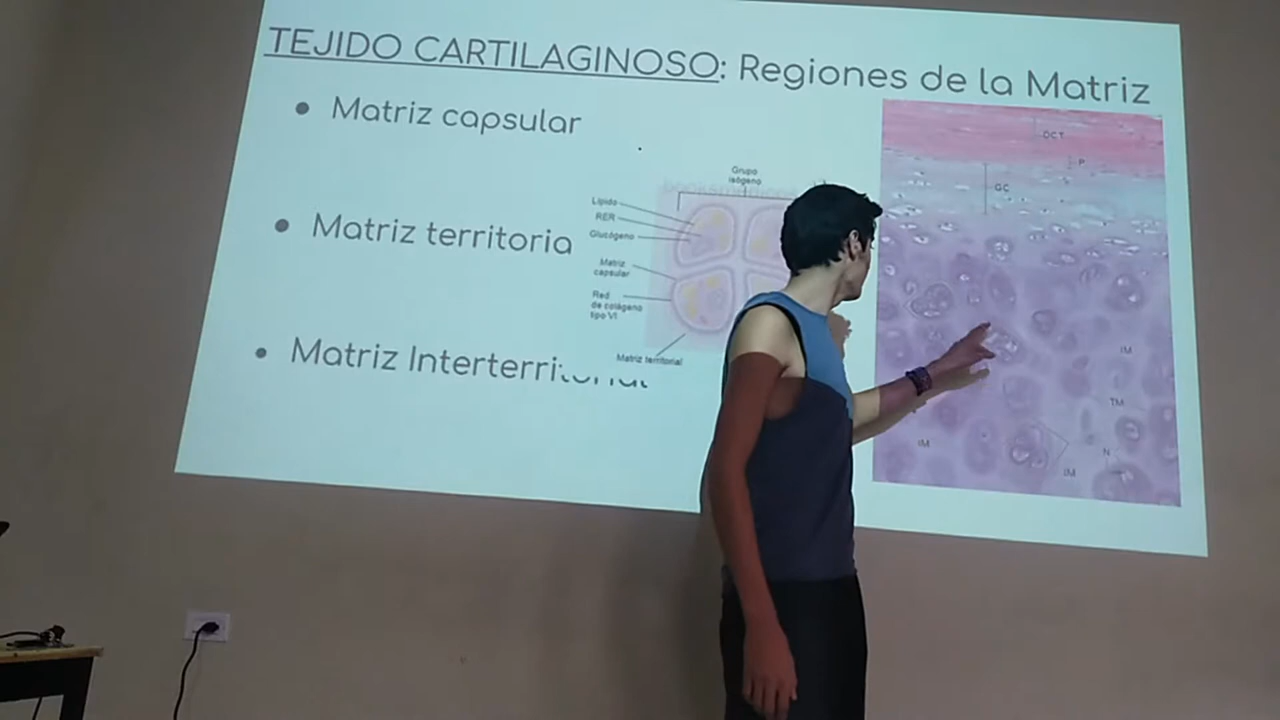 TEJIDO CARTILAGINOSO: Regiones de la Matriz
Matriz capsular
Matriz territoria
Matriz Interterritorial
Grupo
isógeno
Lípido
RER
Glucógeno
Matriz
capsular
Red
de colágeno
tipo VI
Matriz territorial
DCT
P
GC
IM
TM
IM
N
IM